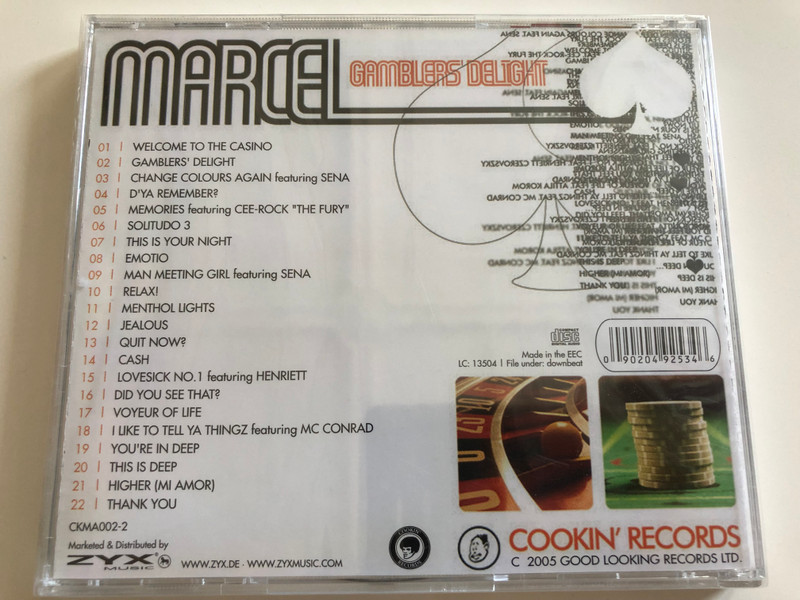 MARCEL
GAMBLERS DELIGHT
01 | WELCOME TO THE CASINO
02 | GAMBLERS' DELIGHT
03 | CHANGE COLOURS AGAIN featuring SENA
04 | D'YA REMEMBER?
05 | MEMORIES featuring CEE-ROCK "THE FURY"
06 | SOLITUDO 3
07 | THIS IS YOUR NIGHT
08 | EMOTIO
09 | MAN MEETING GIRL featuring SENA
10 | RELAX!
11 | MENTHOL LIGHTS
12 | JEALOUS
13 | QUIT NOW?
14 | CASH
15 | LOVESICK NO.1 featuring HENRIETT
16 | DID YOU SEE THAT?
17 | VOYEUR OF LIFE
18 | I LIKE TO TELL YA THINGZ featuring MC CONRAD
19 | YOU'RE IN DEEP
20 | THIS IS DEEP
21 | HIGHER (MI AMOR)
22 | THANK YOU
CKMA002-2
Marketed & Distributed by
ZYX
MUSIC
WWW.ZYX.DE · WWW.ZYXMUSIC.COM
COMPACT
disc
DIGITAL AUDIO
Made in the EEC
LC: 13504 | File under: downbeat
0 90204 92534 6
COOKIN' RECORDS
COOKIN' RECORDS
C 2005 GOOD LOOKING RECORDS LTD.